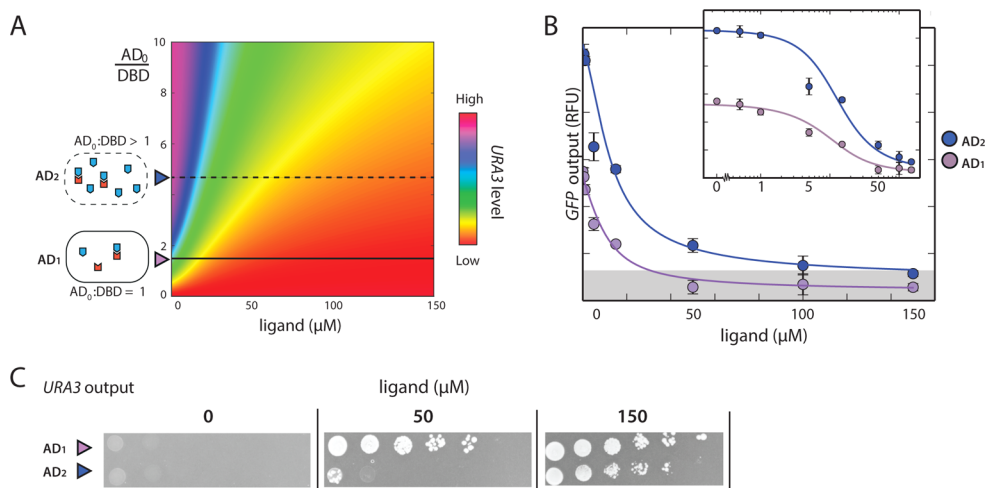 A
AD₀
DBD
10
8
6
2
0
0
50
100
150
ligand (µM)
AD₀:DBD > 1
AD₂
AD₁
AD₀:DBD = 1
High
URA3 level
Low
B
GFP output (RFU)
0
50
100
150
ligand (µM)
0
1
5
50
AD₂
AD₁
C
URA3 output
ligand (µM)
0
50
150
AD₁
AD₂